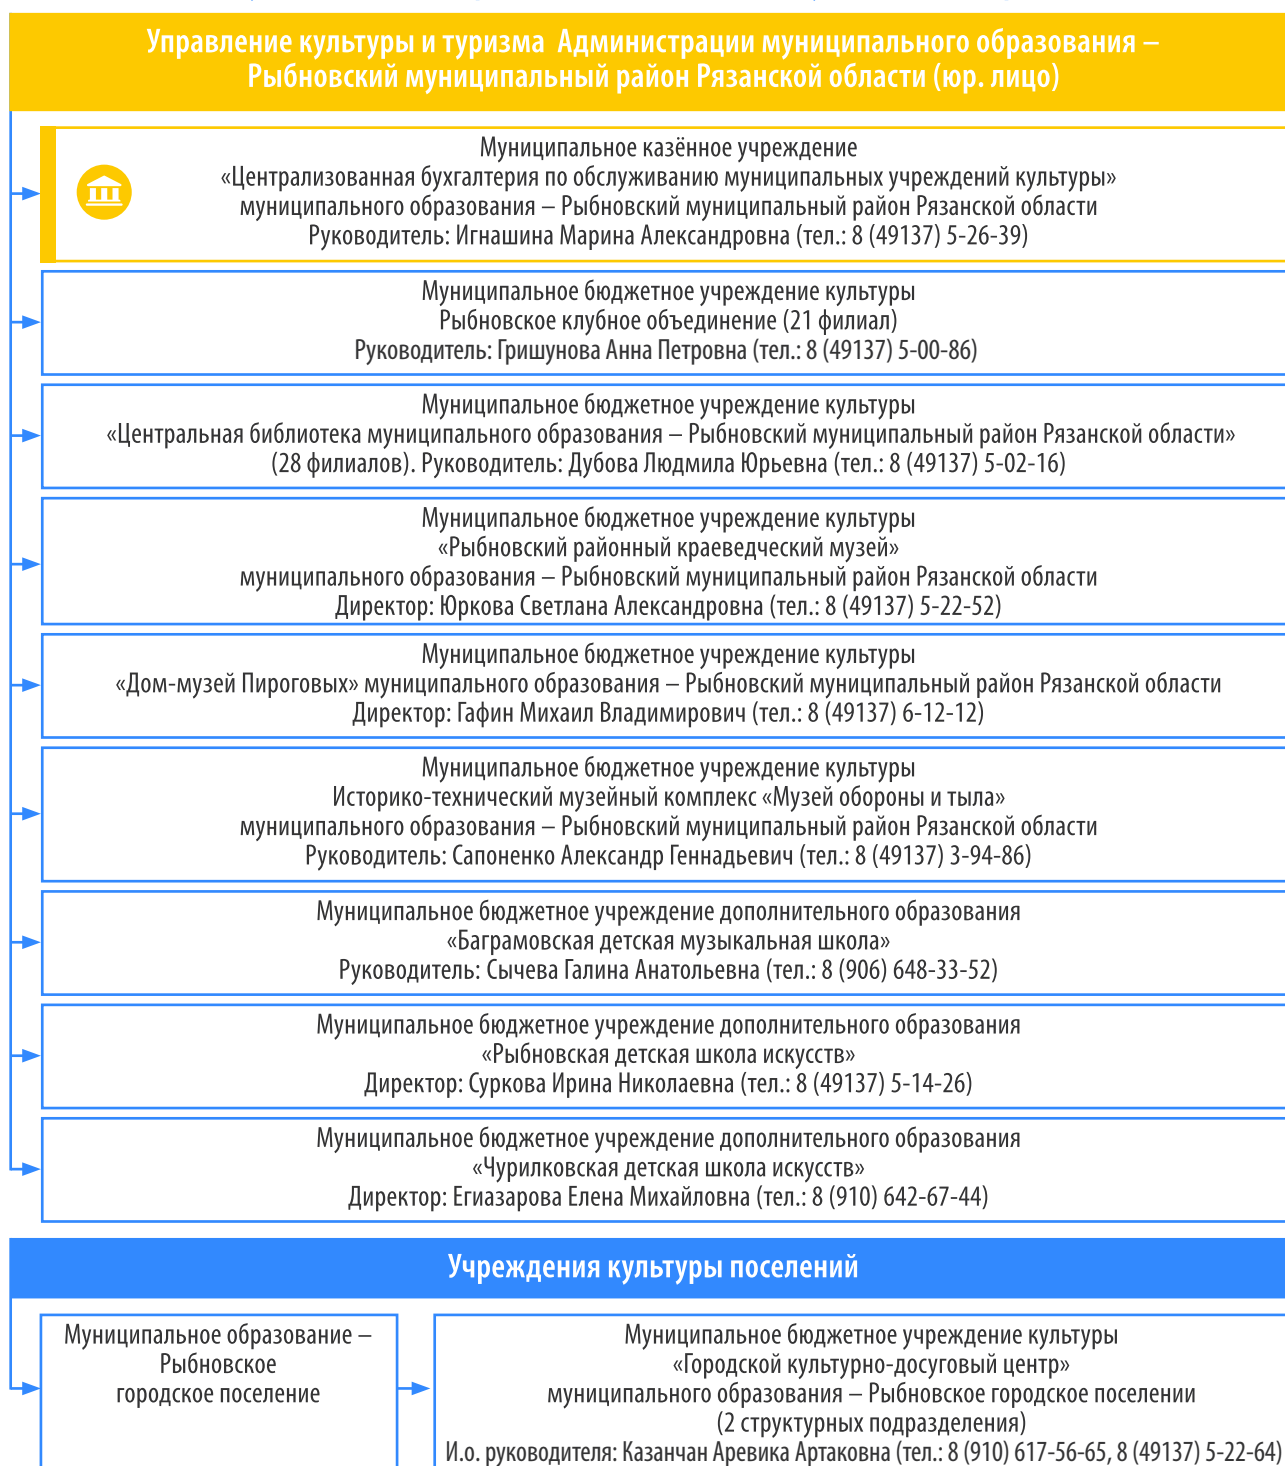 Управление культуры и туризма Администрации муниципального образования –
Рыбновский муниципальный район Рязанской области (юр. лицо)
Муниципальное казённое учреждение
«Централизованная бухгалтерия по обслуживанию муниципальных учреждений культуры»
муниципального образования – Рыбновский муниципальный район Рязанской области
Руководитель: Игнашина Марина Александровна (тел.: 8 (49137) 5-26-39)
Муниципальное бюджетное учреждение культуры
Рыбновское клубное объединение (21 филиал)
Руководитель: Гришунова Анна Петровна (тел.: 8 (49137) 5-00-86)
Муниципальное бюджетное учреждение культуры
«Центральная библиотека муниципального образования – Рыбновский муниципальный район Рязанской области»
(28 филиалов). Руководитель: Дубова Людмила Юрьевна (тел.: 8 (49137) 5-02-16)
Муниципальное бюджетное учреждение культуры
«Рыбновский районный краеведческий музей»
муниципального образования – Рыбновский муниципальный район Рязанской области
Директор: Юркова Светлана Александровна (тел.: 8 (49137) 5-22-52)
Муниципальное бюджетное учреждение культуры
«Дом-музей Пироговых» муниципального образования – Рыбновский муниципальный район Рязанской области
Директор: Гафин Михаил Владимирович (тел.: 8 (49137) 6-12-12)
Муниципальное бюджетное учреждение культуры
Историко-технический музейный комплекс «Музей обороны и тыла»
муниципального образования – Рыбновский муниципальный район Рязанской области
Руководитель: Сапоненко Александр Геннадьевич (тел.: 8 (49137) 3-94-86)
Муниципальное бюджетное учреждение дополнительного образования
«Баграмовская детская музыкальная школа»
Руководитель: Сычева Галина Анатольевна (тел.: 8 (906) 648-33-52)
Муниципальное бюджетное учреждение дополнительного образования
«Рыбновская детская школа искусств»
Директор: Суркова Ирина Николаевна (тел.: 8 (49137) 5-14-26)
Муниципальное бюджетное учреждение дополнительного образования
«Чурилковская детская школа искусств»
Директор: Егиазарова Елена Михайловна (тел.: 8 (910) 642-67-44)
Учреждения культуры поселений
Муниципальное образование –
Рыбновское
городское поселение
Муниципальное бюджетное учреждение культуры
«Городской культурно-досуговый центр»
муниципального образования – Рыбновское городское поселении
(2 структурных подразделения)
И.о. руководителя: Казанчан Аревика Артаковна (тел.: 8 (910) 617-56-65, 8 (49137) 5-22-64)